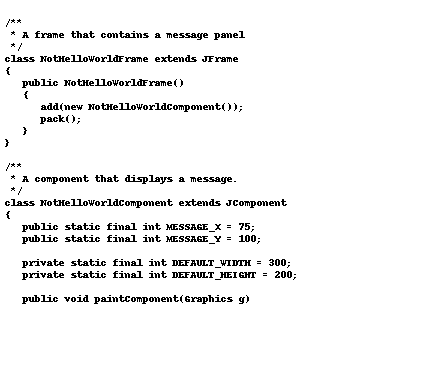 /**
 * A frame that contains a message panel
 */
class NotHelloWorldFrame extends JFrame
{
   public NotHelloWorldFrame()
   {
      add(new NotHelloWorldComponent());
      pack();
   }
}

/**
 * A component that displays a message.
 */
class NotHelloWorldComponent extends JComponent
{
   public static final int MESSAGE_X = 75;
   public static final int MESSAGE_Y = 100;

   private static final int DEFAULT_WIDTH = 300;
   private static final int DEFAULT_HEIGHT = 200;

   public void paintComponent(Graphics g)